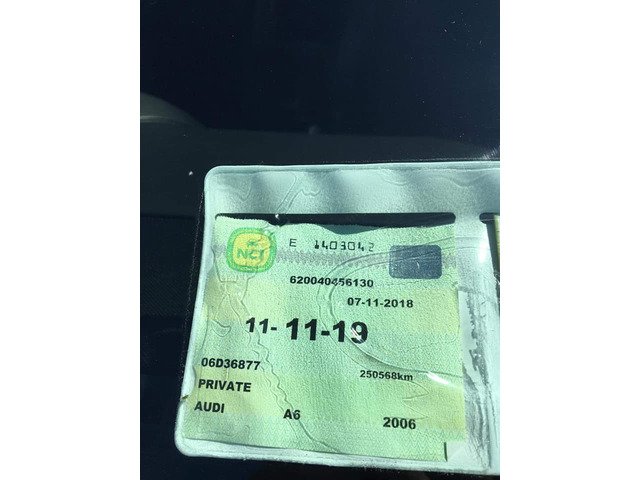 NCT
E 1403042
620040456130
07-11-2018
11- 11-19
06D36877
250568km
PRIVATE
AUDI A6 2006